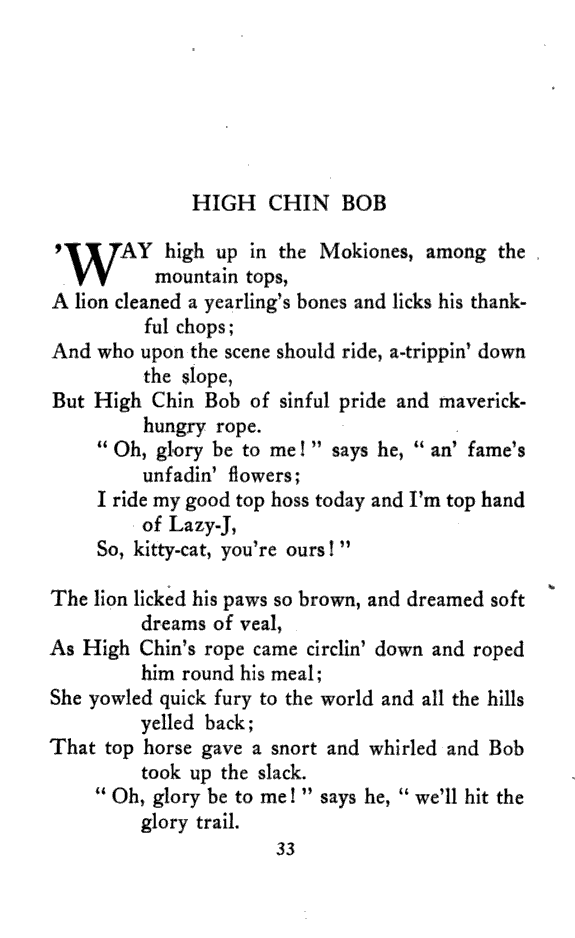 HIGH CHIN BOB
'WAY high up in the Mokiones, among the
mountain tops,
A lion cleaned a yearling's bones and licks his thank-
ful chops;
And who upon the scene should ride, a-trippin' down
the slope,
But High Chin Bob of sinful pride and maverick-
hungry rope.
" Oh, glory be to me! " says he, " an' fame's
unfadin' flowers;
I ride my good top hoss today and I'm top hand
of Lazy-J,
So, kitty-cat, you're ours! "
The lion licked his paws so brown, and dreamed soft
dreams of veal,
As High Chin's rope came circlin' down and roped
him round his meal;
She yowled quick fury to the world and all the hills
yelled back;
That top horse gave a snort and whirled and Bob
took up the slack.
" Oh, glory be to me! " says he, " we'll hit the
glory trail.
33